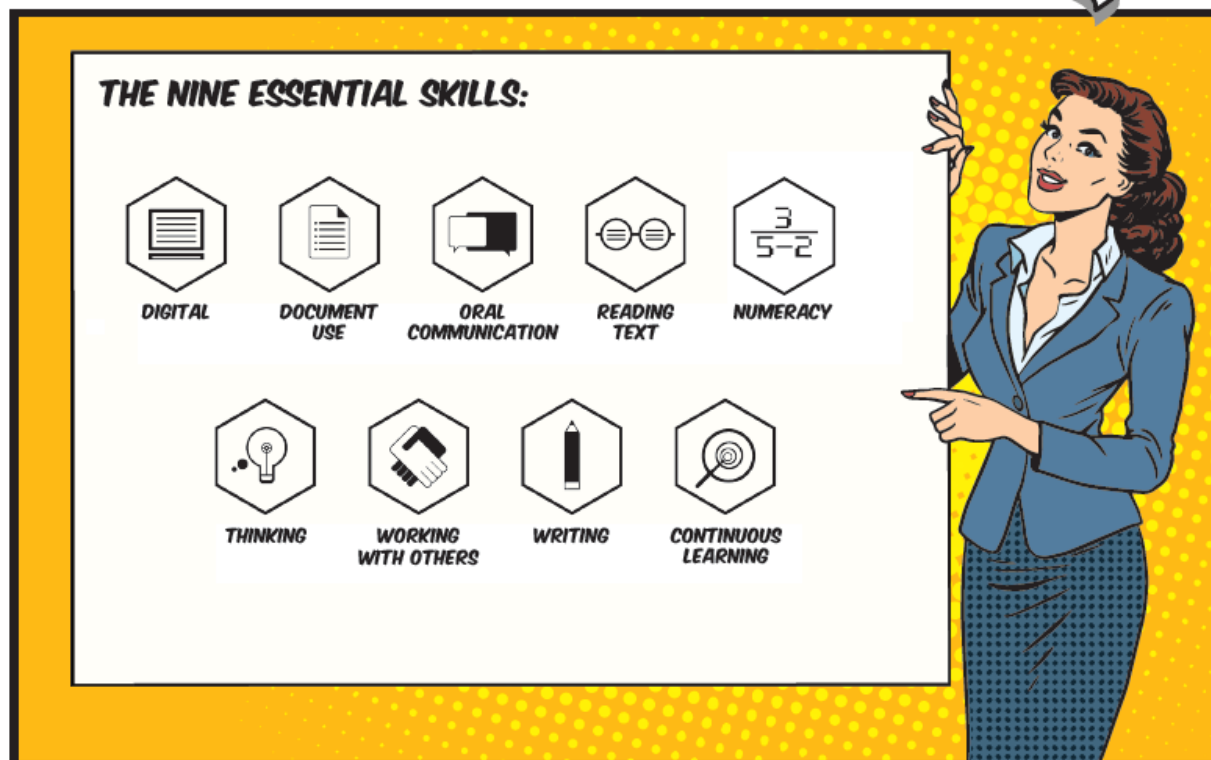 THE NINE ESSENTIAL SKILLS:
3
5-2
DIGITAL
DOCUMENT
USE
ORAL
COMMUNICATION
READING
TEXT
NUMERACY
THINKING
WORKING
WITH OTHERS
WRITING
CONTINUOUS
LEARNING